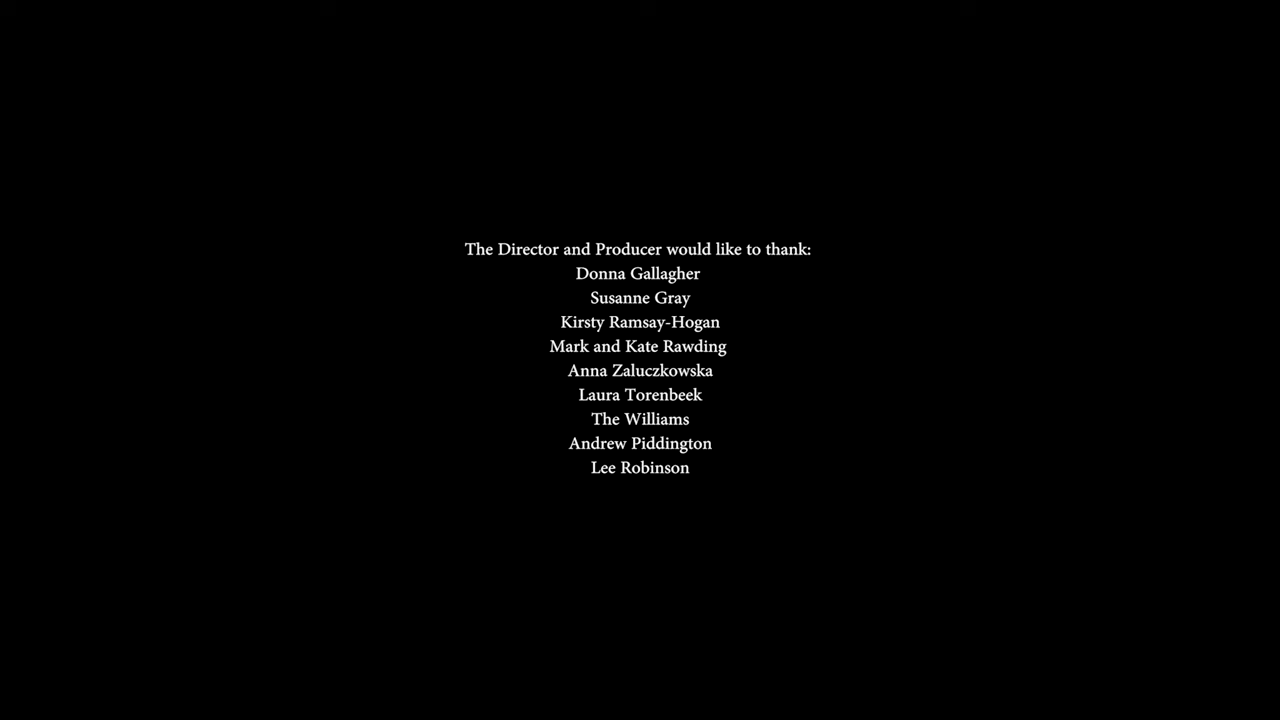 The Director and Producer would like to thank:
Donna Gallagher
Susanne Gray
Kirsty Ramsay-Hogan
Mark and Kate Rawding
Anna Zaluczkowska
Laura Torenbeek
The Williams
Andrew Piddington
Lee Robinson